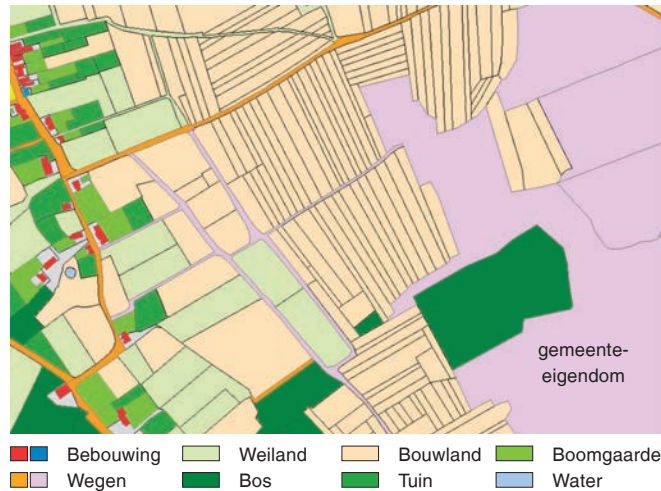 gemeente-
eigendom
Bebouwing Weiland Bouwland Boomgaarde
Wegen Bos Tuin Water